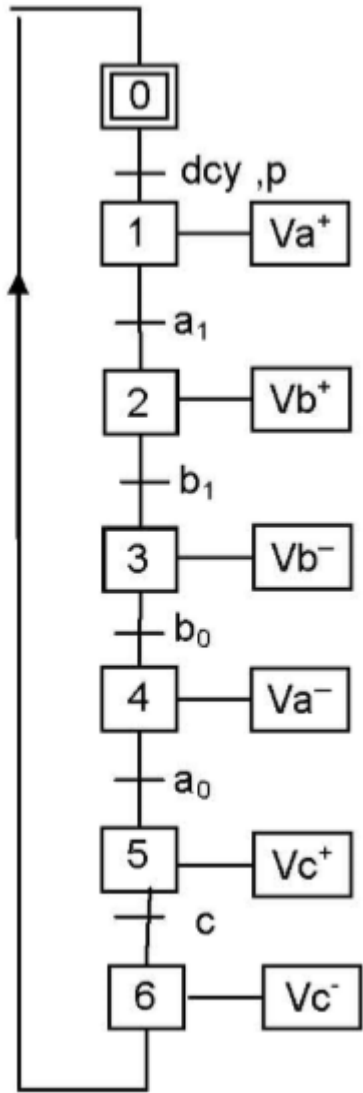 0
dcy ,p
1 Va⁺
a₁
2 Vb⁺
b₁
3 Vb⁻
b₀
4 Va⁻
a₀
5 Vc⁺
c
6 Vc⁻